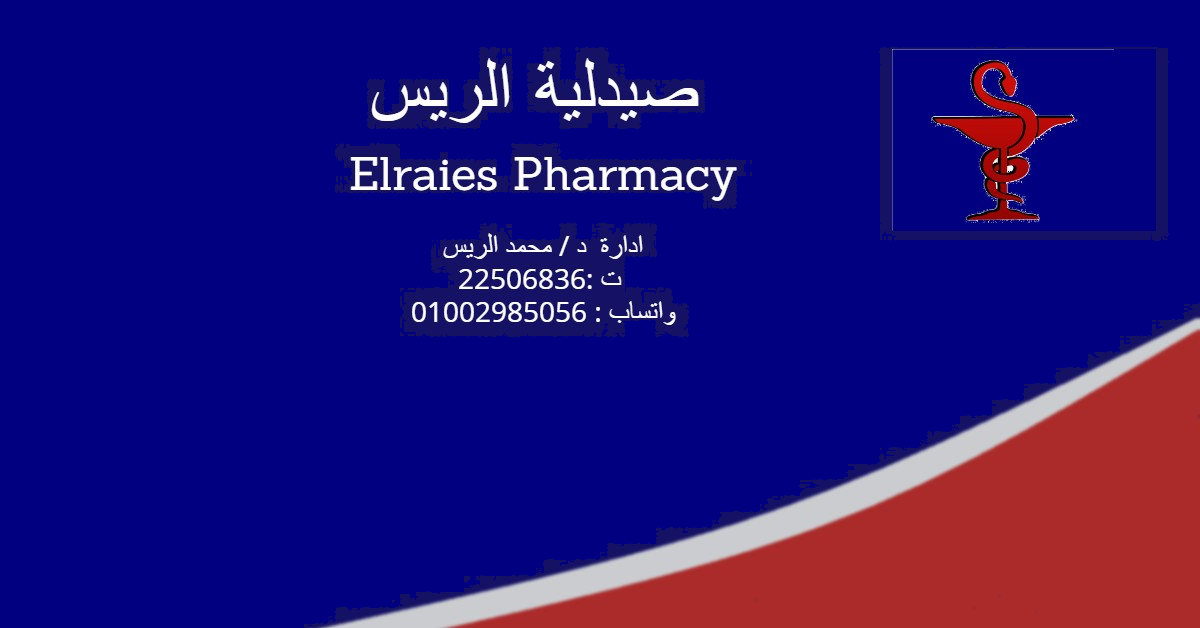 صيدلية الريس
Elraies Pharmacy
ادارة د / محمد الريس
ت :22506836
واتساب : 01002985056